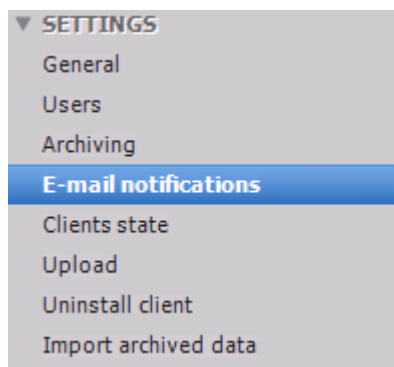 SETTINGS
General
Users
Archiving
E-mail notifications
Clients state
Upload
Uninstall client
Import archived data